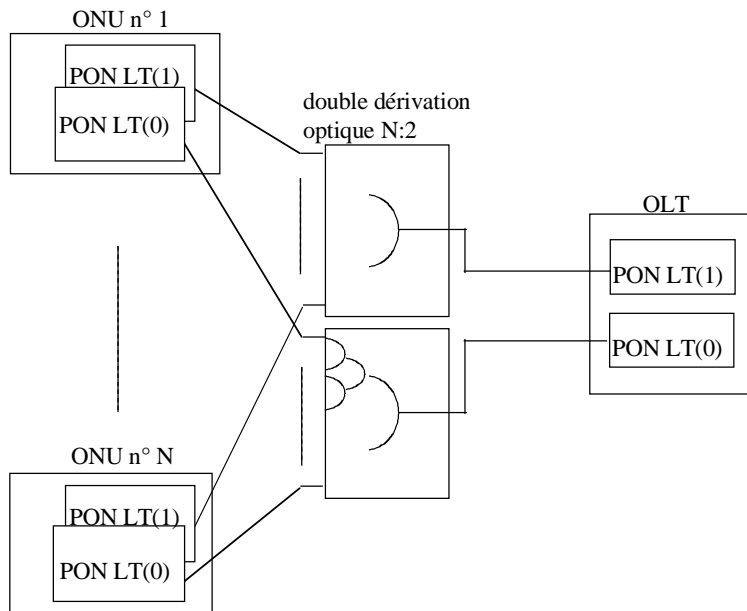 ONU n° 1
PON LT(1)
PON LT(0)
double dérivation
optique N:2
OLT
PON LT(1)
PON LT(0)
ONU n° N
PON LT(1)
PON LT(0)